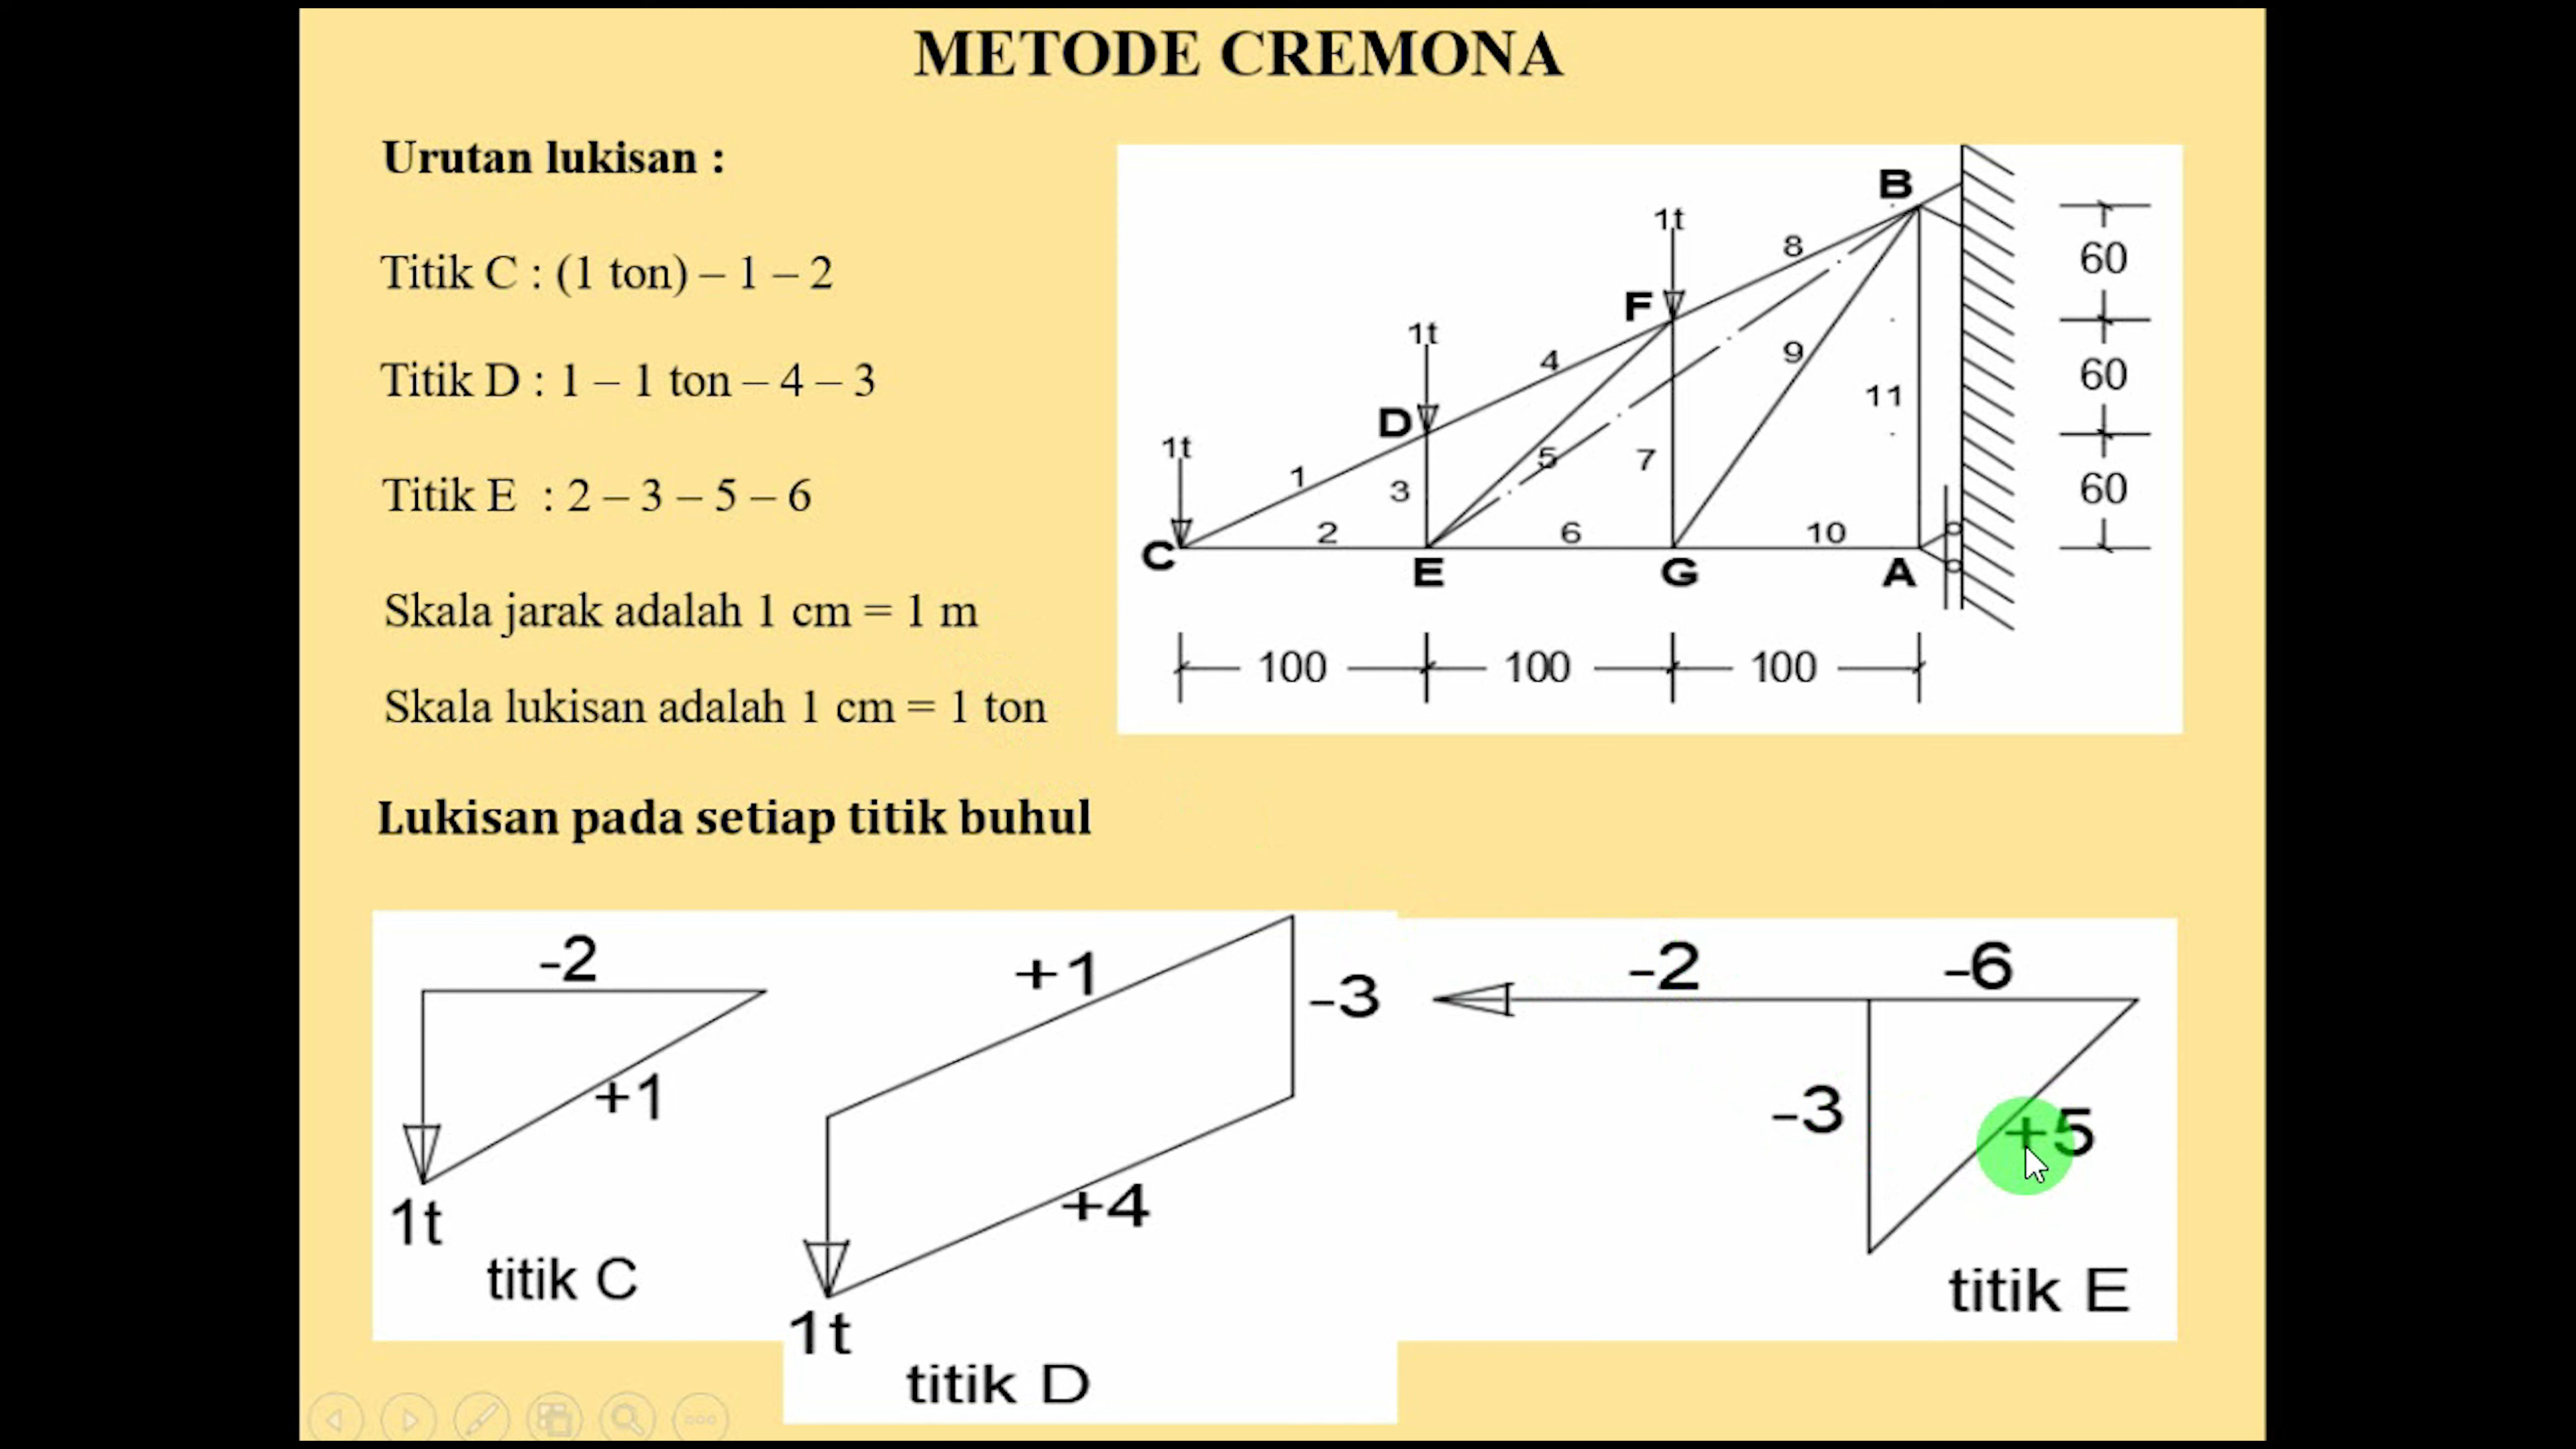 METODE CREMONA
Urutan lukisan :
Titik C : (1 ton) – 1 – 2
Titik D : 1 – 1 ton – 4 – 3
Titik E : 2 – 3 – 5 – 6
Skala jarak adalah 1 cm = 1 m
Skala lukisan adalah 1 cm = 1 ton
B
1t
8
60
F
1t
4
9
60
D
11
1t
5
7
1
3
60
2
6
10
C
E
G
A
100
100
100
Lukisan pada setiap titik buhul
-2
+1
1t
titik C
+1
-3
+4
1t
titik D
-2
-6
-3
+5
titik E